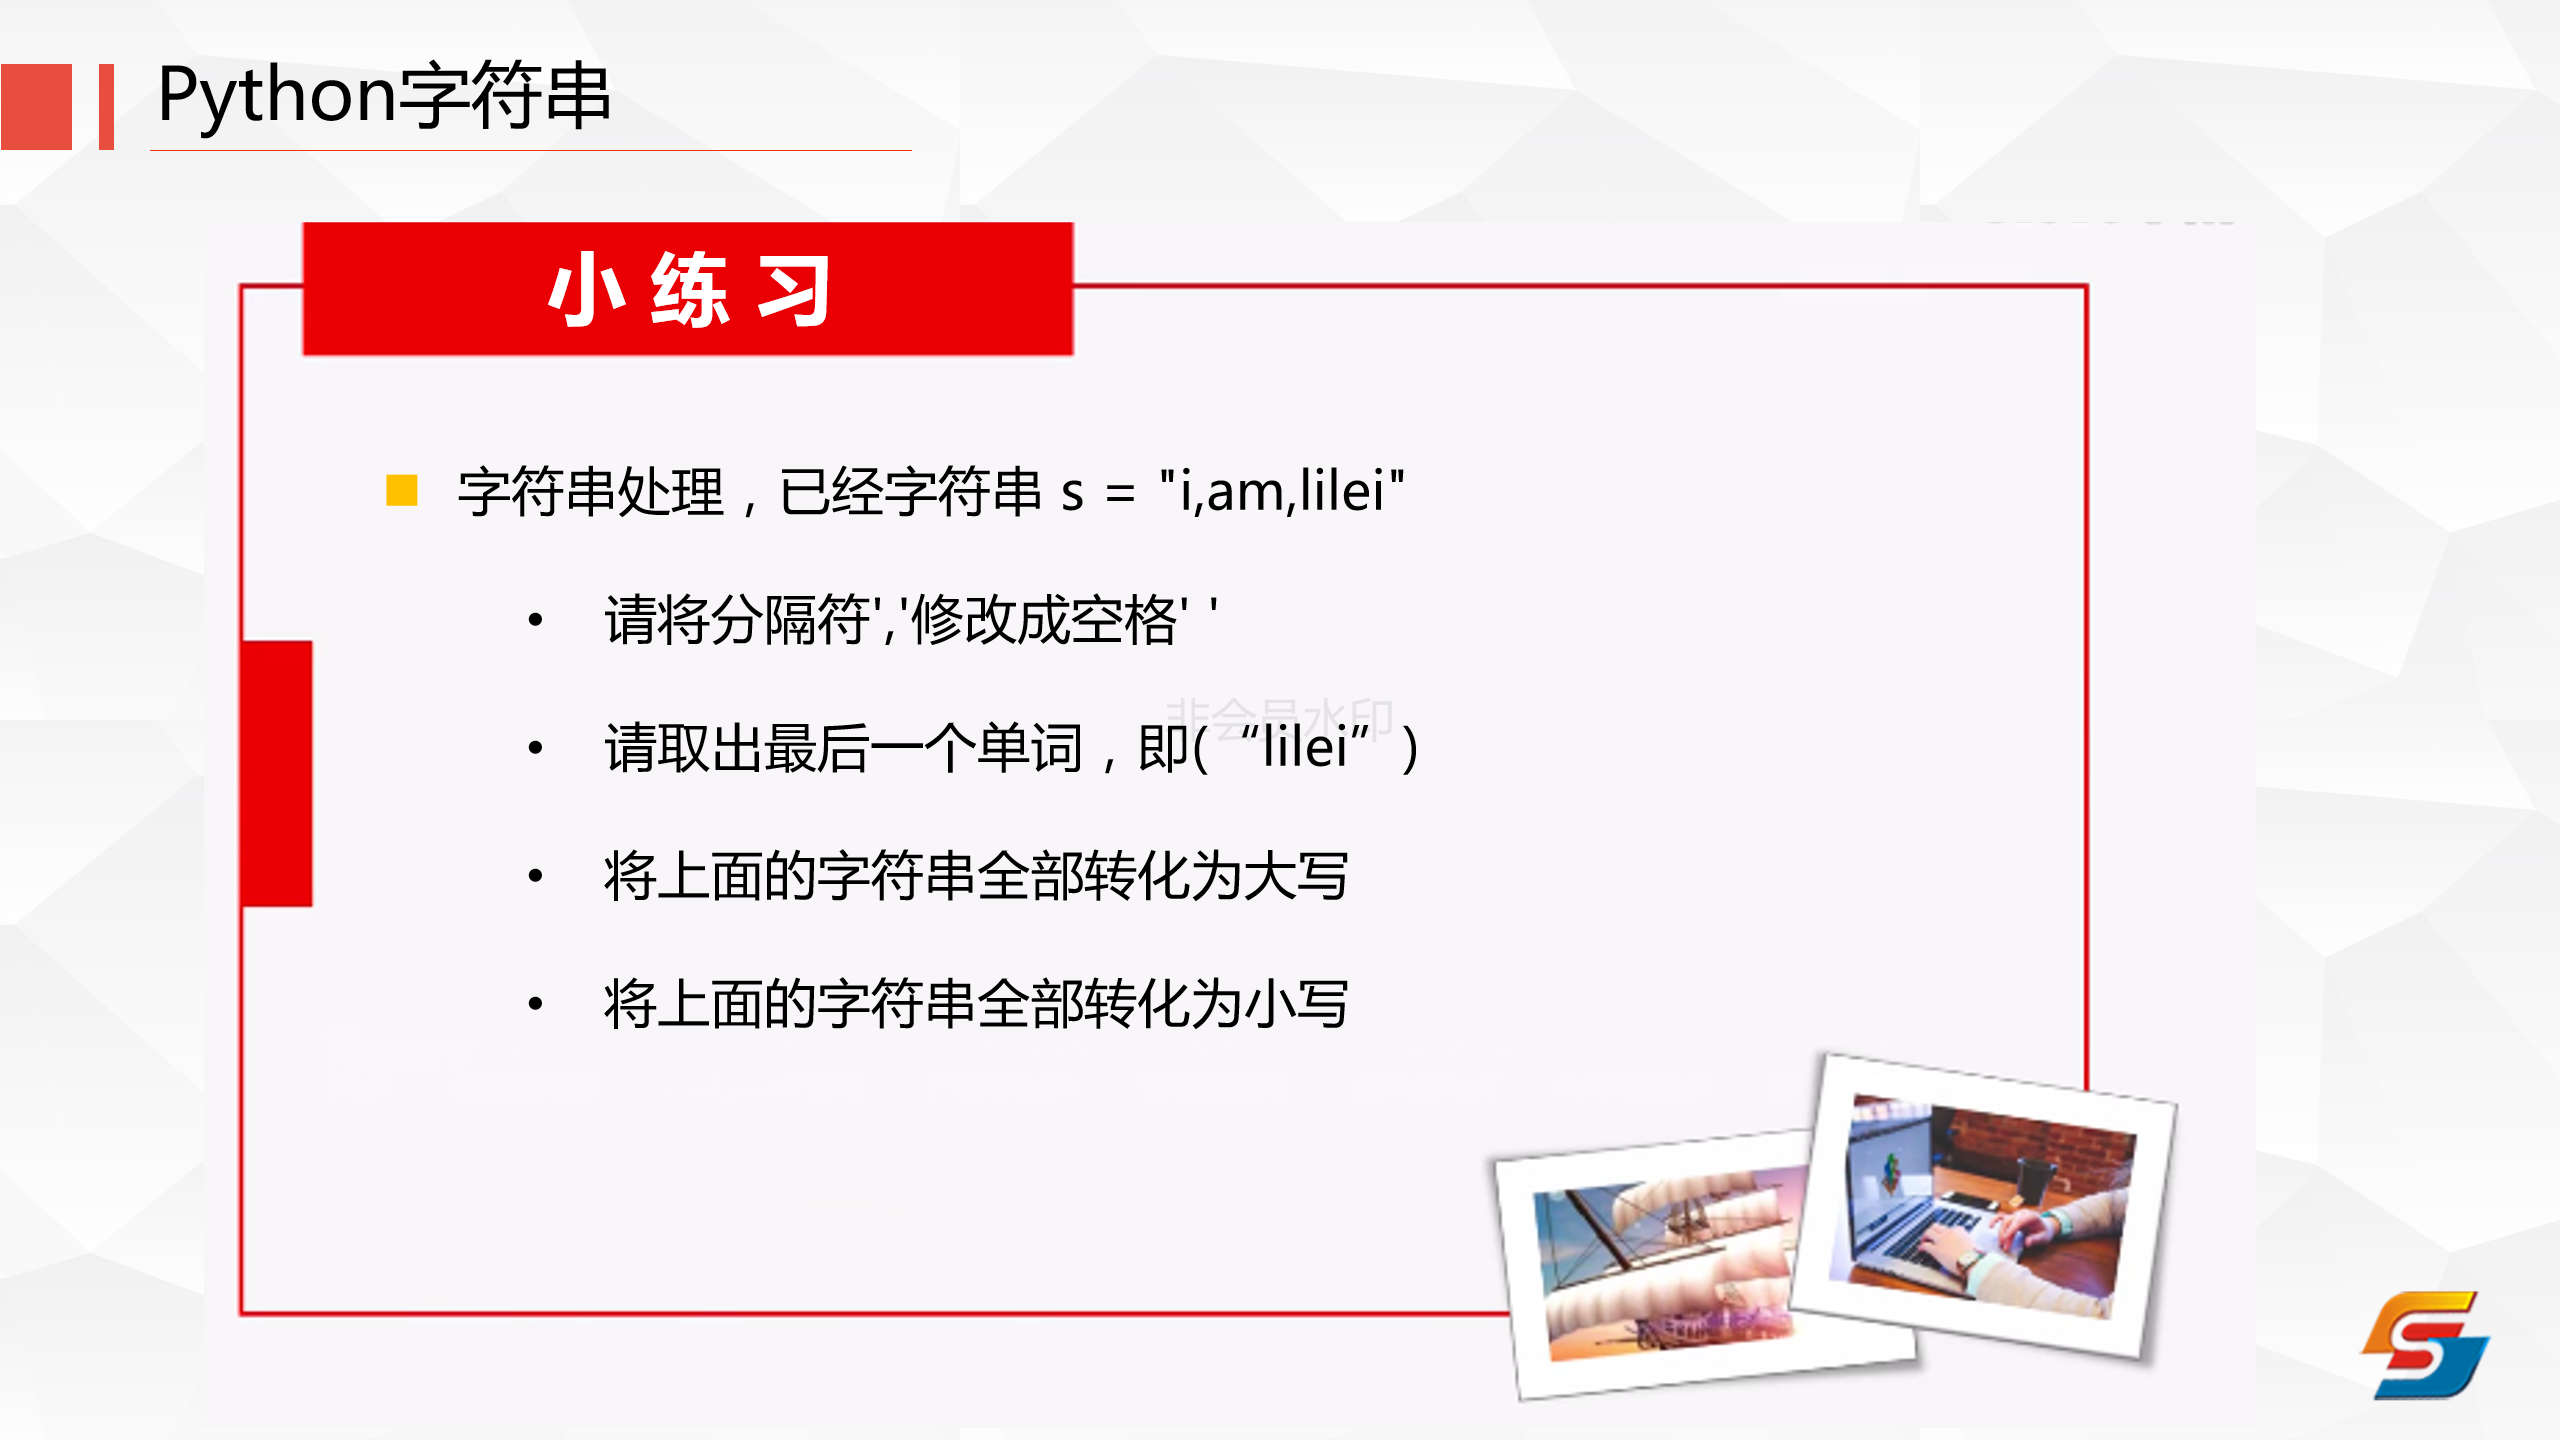 Python字符串
小练习
字符串处理，已经字符串 s = "i,am,lilei"
请将分隔符','修改成空格' '
非会员水印
请取出最后一个单词，即(“lilei”)
将上面的字符串全部转化为大写
将上面的字符串全部转化为小写